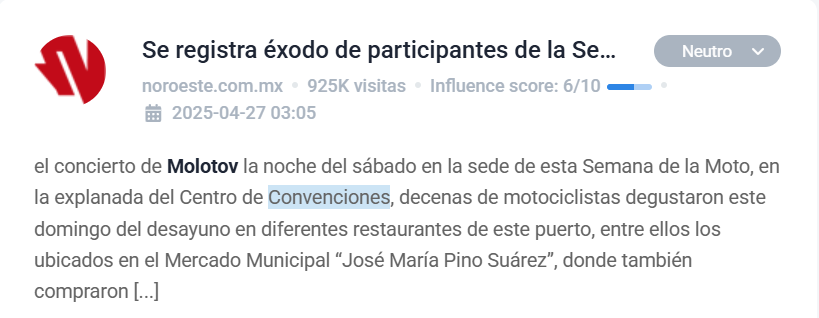 Se registra éxodo de participantes de la Se...
Neutro
noroeste.com.mx • 925K visitas • Influence score: 6/10 •
2025-04-27 03:05
el concierto de Molotov la noche del sábado en la sede de esta Semana de la Moto, en
la explanada del Centro de Convenciones, decenas de motociclistas degustaron este
domingo del desayuno en diferentes restaurantes de este puerto, entre ellos los
ubicados en el Mercado Municipal “José María Pino Suárez”, donde también
compraron [...]